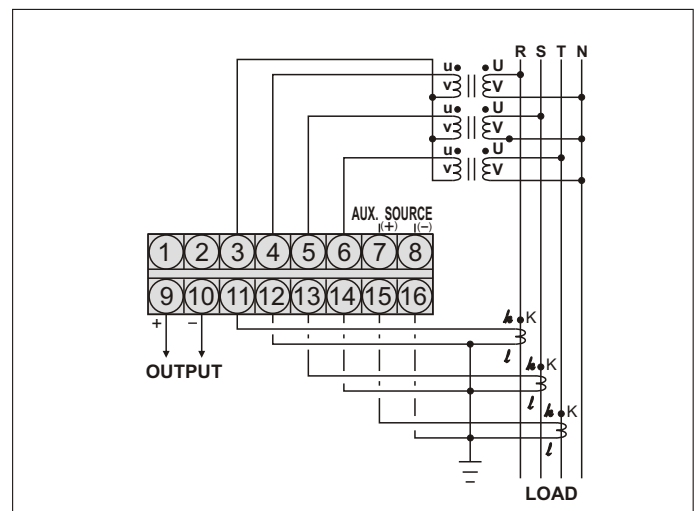 R S T N
u U
v V
u U
v V
u U
v V
AUX. SOURCE
(+) (−)
1 2 3 4 5 6 7 8
9 10 11 12 13 14 15 16
+ −
OUTPUT
k K
l
k K
l
k K
l
LOAD